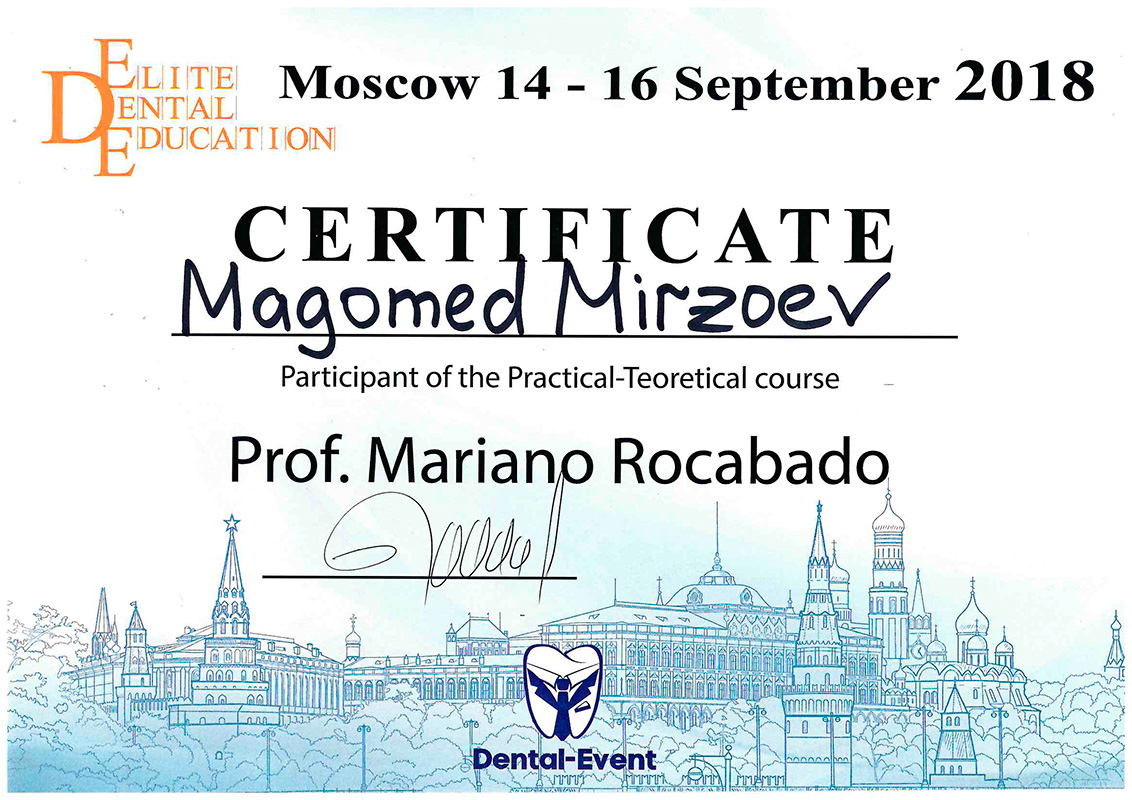 ELITE
DENTAL
EDUCATION
DEE
Moscow 14 - 16 September 2018
CERTIFICATE
Magomed Mirzoev
Participant of the Practical-Teoretical course
Prof. Mariano Rocabado
Dental-Event